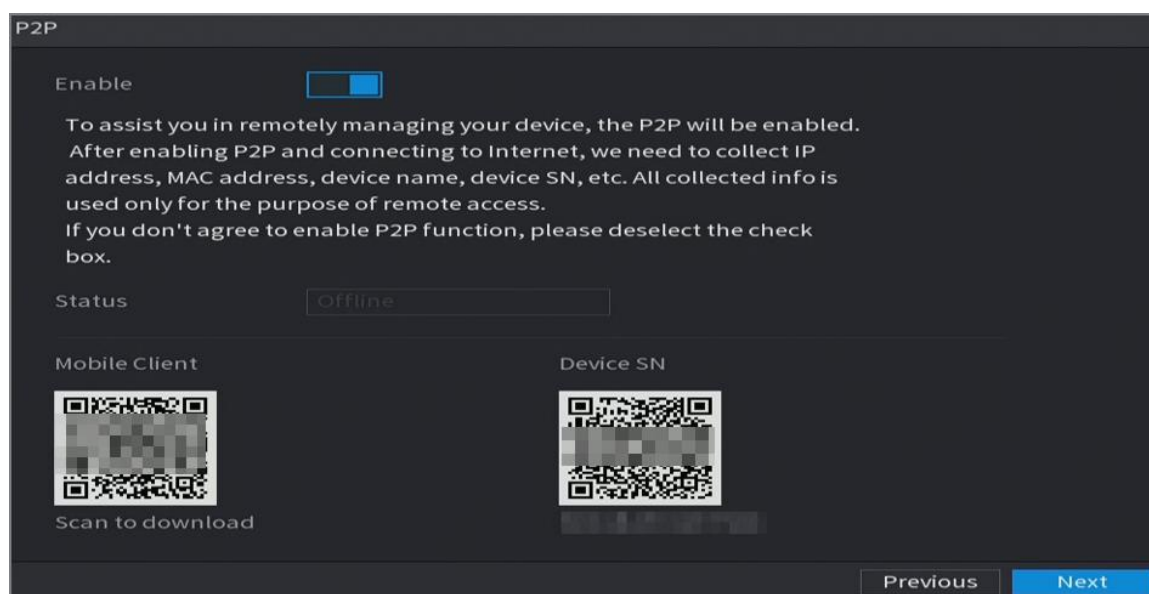 P2P
Enable
To assist you in remotely managing your device, the P2P will be enabled.
After enabling P2P and connecting to Internet, we need to collect IP
address, MAC address, device name, device SN, etc. All collected info is
used only for the purpose of remote access.
If you don't agree to enable P2P function, please deselect the check
box.
Status Offline
Mobile Client Device SN
Scan to download
Previous Next